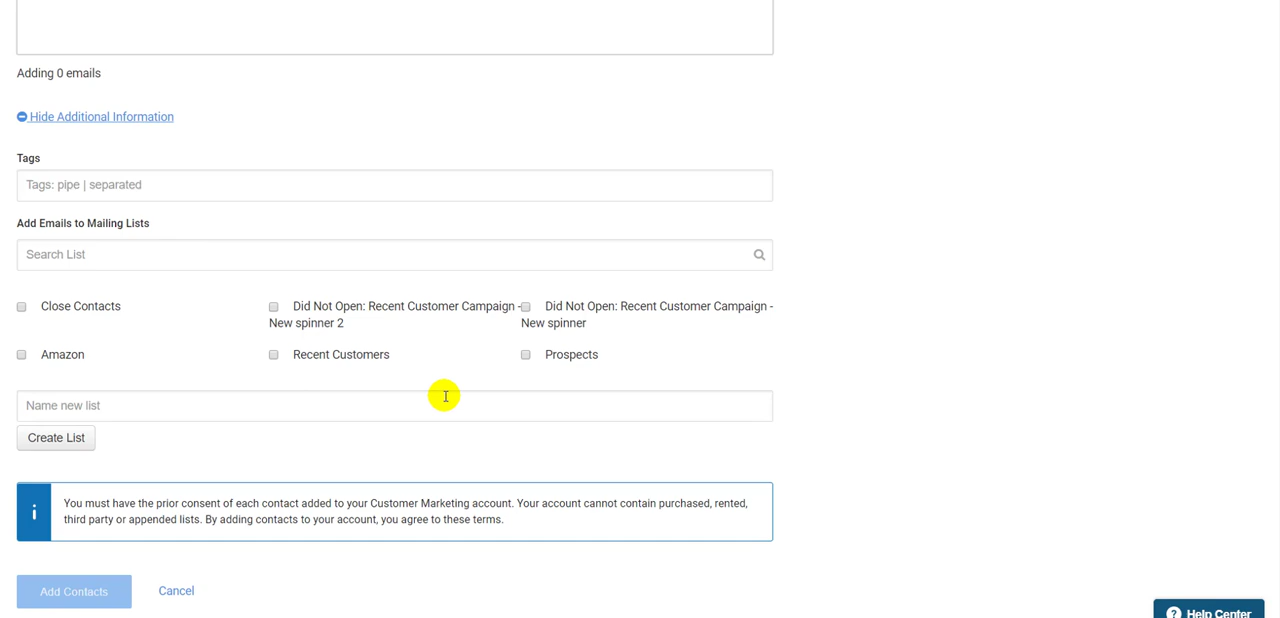 Adding 0 emails
Hide Additional Information
Tags
Tags: pipe | separated
Add Emails to Mailing Lists
Search List
Close Contacts
Did Not Open: Recent Customer Campaign -
New spinner 2
Did Not Open: Recent Customer Campaign -
New spinner
Amazon
Recent Customers
Prospects
Name new list
Create List
You must have the prior consent of each contact added to your Customer Marketing account. Your account cannot contain purchased, rented,
third party or appended lists. By adding contacts to your account, you agree to these terms.
Add Contacts
Cancel
Help Center